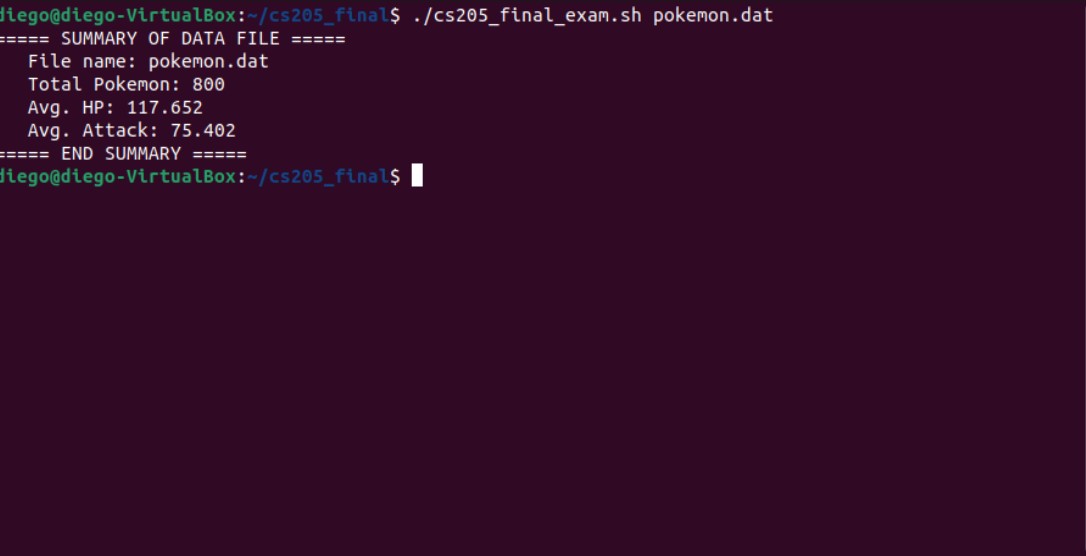 diego@diego-VirtualBox:~/cs205_final$ ./cs205_final_exam.sh pokemon.dat
===== SUMMARY OF DATA FILE =====
   File name: pokemon.dat
   Total Pokemon: 800
   Avg. HP: 117.652
   Avg. Attack: 75.402
===== END SUMMARY =====
diego@diego-VirtualBox:~/cs205_final$